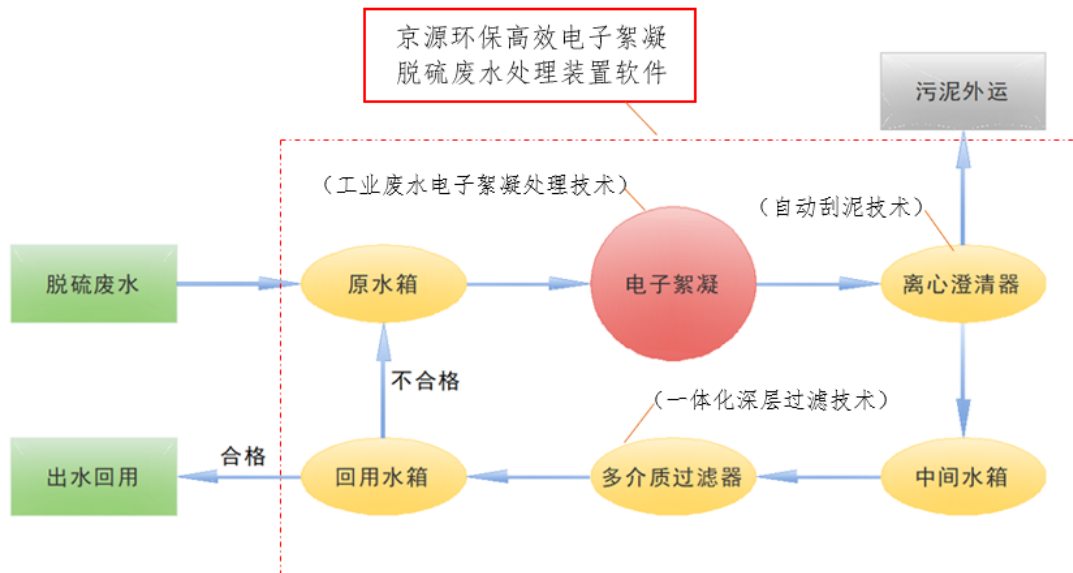 京源环保高效电子絮凝
脱硫废水处理装置软件
污泥外运
（工业废水电子絮凝处理技术）
（自动刮泥技术）
脱硫废水
原水箱
电子絮凝
离心澄清器
不合格
（一体化深层过滤技术）
出水回用
合格
回用水箱
多介质过滤器
中间水箱